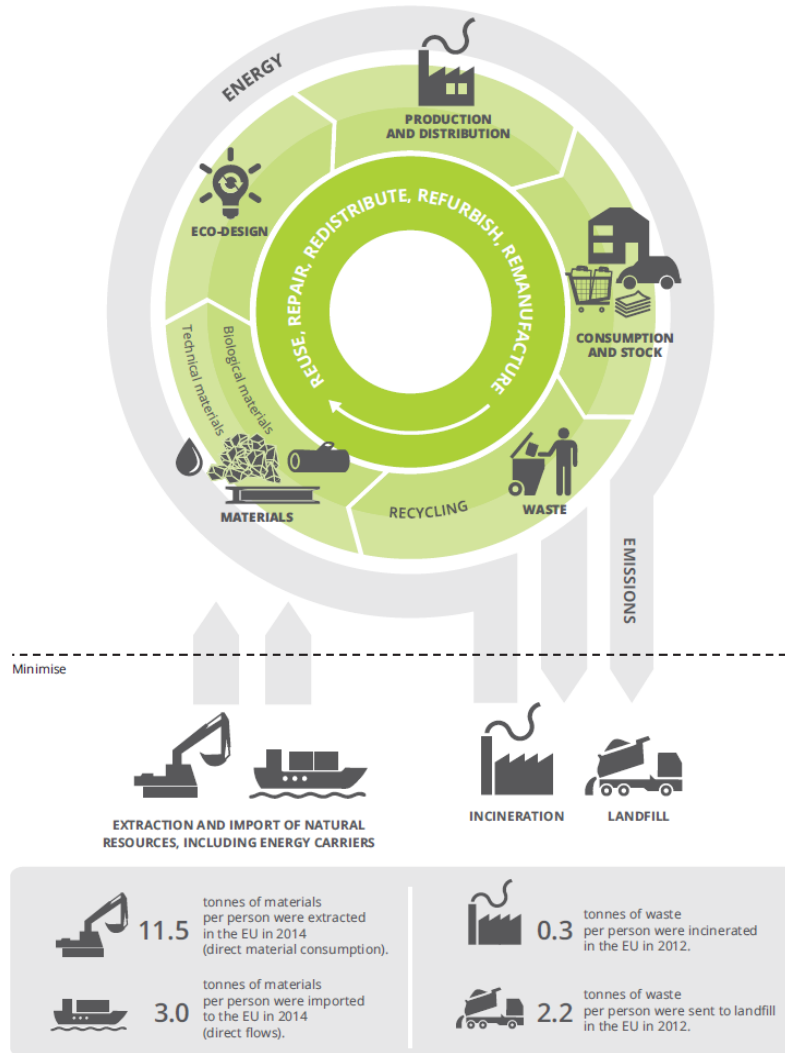 ENERGY
PRODUCTION
AND DISTRIBUTION
ECO-DESIGN
REUSE, REPAIR, REDISTRIBUTE, REFURBISH, REMANUFACTURE
CONSUMPTION
AND STOCK
Technical materials
Biological materials
MATERIALS
RECYCLING
WASTE
EMISSIONS
Minimise
EXTRACTION AND IMPORT OF NATURAL
RESOURCES, INCLUDING ENERGY CARRIERS
INCINERATION
LANDFILL
11.5
tonnes of materials
per person were extracted
in the EU in 2014
(direct material consumption).
3.0
tonnes of materials
per person were imported
to the EU in 2014
(direct flows).
0.3
tonnes of waste
per person were incinerated
in the EU in 2012.
2.2
tonnes of waste
per person were sent to landfill
in the EU in 2012.